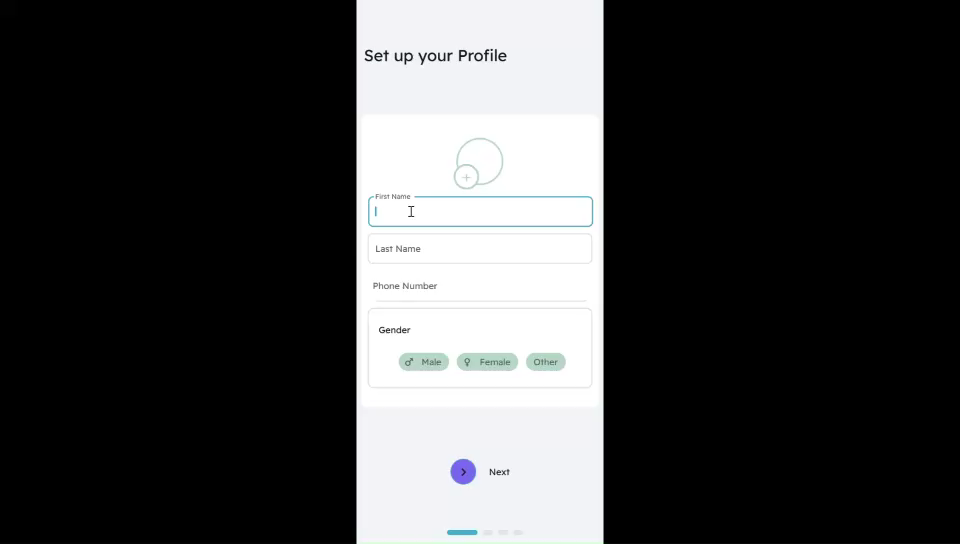 Set up your Profile
First Name
Last Name
Phone Number
Gender
Male Female Other
Next